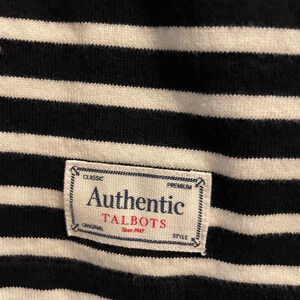 CLASSIC PREMIUM
Authentic
TALBOTS
Since 1947
ORIGINAL STYLE